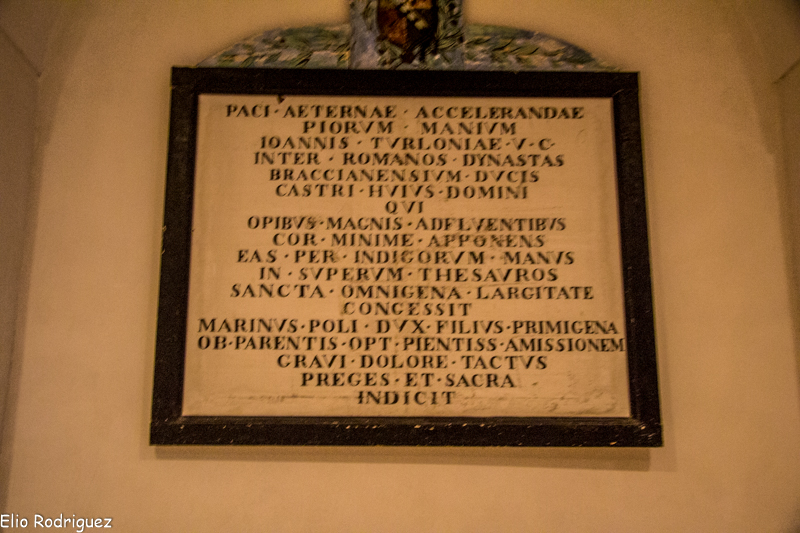 PACI · AETERNAE · ACCELERANDAE
PIORVM · MANIVM
IOANNIS · TVRLONIAE · V · C ·
INTER · ROMANOS · DYNASTAS
BRACCIANENSIVM · DVCIS
CASTRI · HVIVS · DOMINI
QVI
OPIBVS · MAGNIS · ADFLVENTIBVS
COR · MINIME · APPONENS
EAS · PER · INDIGORVM · MANVS
IN · SVPERVM · THESAVROS
SANCTA · OMNIGENA · LARGITATE
CONGESSIT
MARINVS · POLI · DVX · FILIVS · PRIMIGENA
OB · PARENTIS · OPT · PIENTISS · AMISSIONEM
GRAVI · DOLORE · TACTVS
PREGES · ET · SACRA
INDICIT
Elio Rodriguez